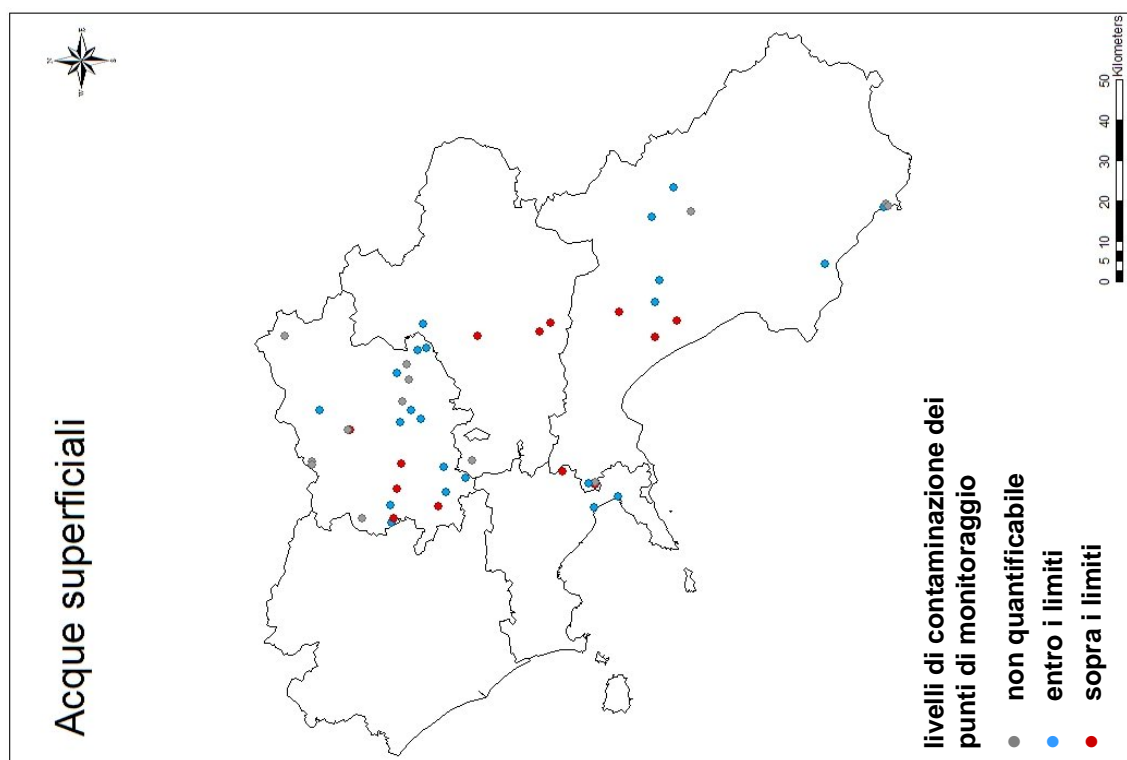 Acque superficiali
N
W
E
S
livelli di contaminazione dei
punti di monitoraggio
non quantificabile
entro i limiti
sopra i limiti
0 5 10 20 30 40 50
Kilometers